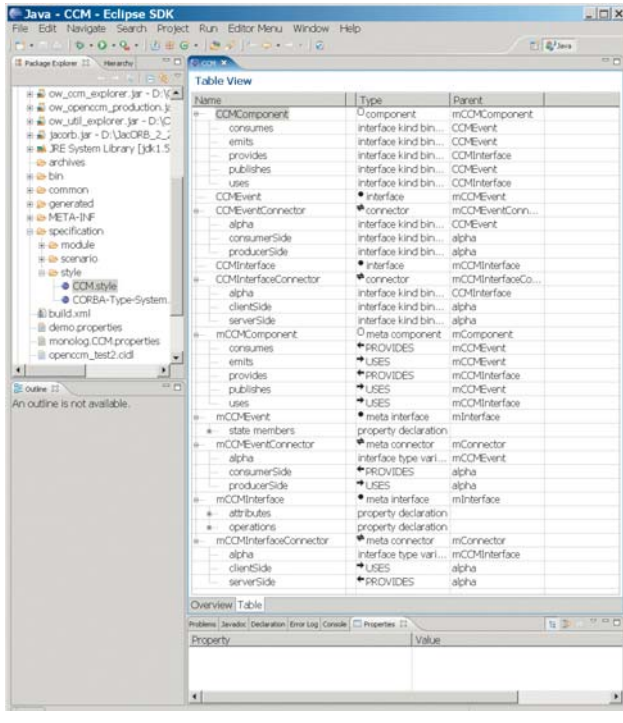 Java - CCM - Eclipse SDK
File Edit Navigate Search Project Run Editor Menu Window Help
Java
Package Explorer Hierarchy
ow_ccm_explorer.jar - D:\C
ow_openccm_production.j
ow_util_explorer.jar - D:\C
jacorb.jar - D:\JacORB_2_2
JRE System Library [jdk1.5
archives
bin
common
generated
META-INF
specification
module
scenario
style
CCM.style
CORBA-Type-System.
build.xml
demo.properties
monolog.CCM.properties
openccm_test2.cidl
Outline
An outline is not available.
CCM
Table View
Name Type Parent
CCMComponent component mCCMComponent
consumes interface kind bin... CCMEvent
emits interface kind bin... CCMEvent
provides interface kind bin... CCMInterface
publishes interface kind bin... CCMEvent
uses interface kind bin... CCMInterface
CCMEvent interface mCCMEvent
CCMEventConnector connector mCCMEventConn...
alpha interface kind bin... CCMEvent
consumerSide interface kind bin... alpha
producerSide interface kind bin... alpha
CCMInterface interface mCCMInterface
CCMInterfaceConnector connector mCCMInterfaceCo...
alpha interface kind bin... CCMInterface
clientSide interface kind bin... alpha
serverSide interface kind bin... alpha
mCCMComponent meta component mComponent
consumes PROVIDES mCCMEvent
emits USES mCCMEvent
provides PROVIDES mCCMInterface
publishes USES mCCMEvent
uses USES mCCMInterface
mCCMEvent meta interface mInterface
state members property declaration
mCCMEventConnector meta connector mConnector
alpha interface type vari... mCCMEvent
consumerSide PROVIDES alpha
producerSide USES alpha
mCCMInterface meta interface mInterface
attributes property declaration
operations property declaration
mCCMInterfaceConnector meta connector mConnector
alpha interface type vari... mCCMInterface
clientSide USES alpha
serverSide PROVIDES alpha
Overview Table
Problems Javadoc Declaration Error Log Console Properties
Property Value